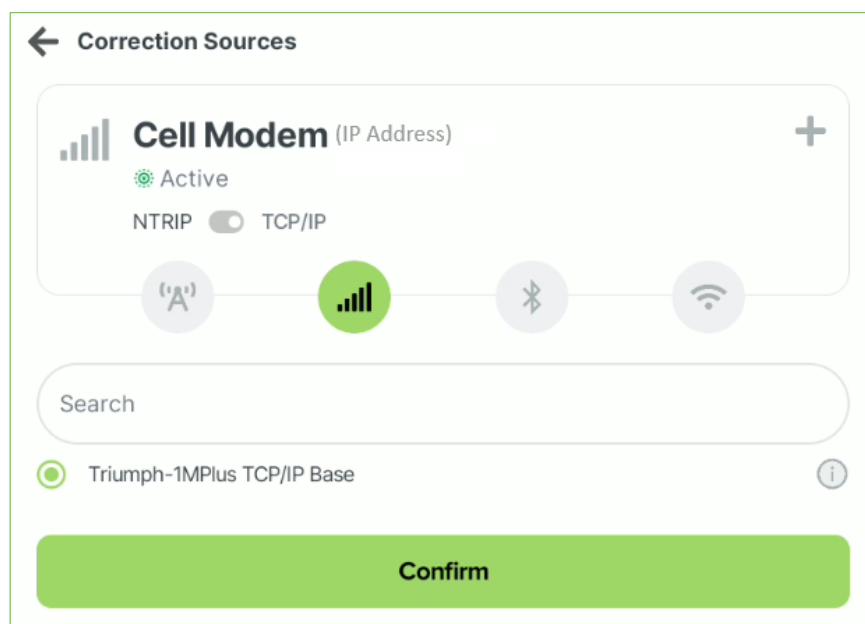 Correction Sources
Cell Modem (IP Address)
Active
NTRIP TCP/IP
Search
Triumph-1MPlus TCP/IP Base
Confirm